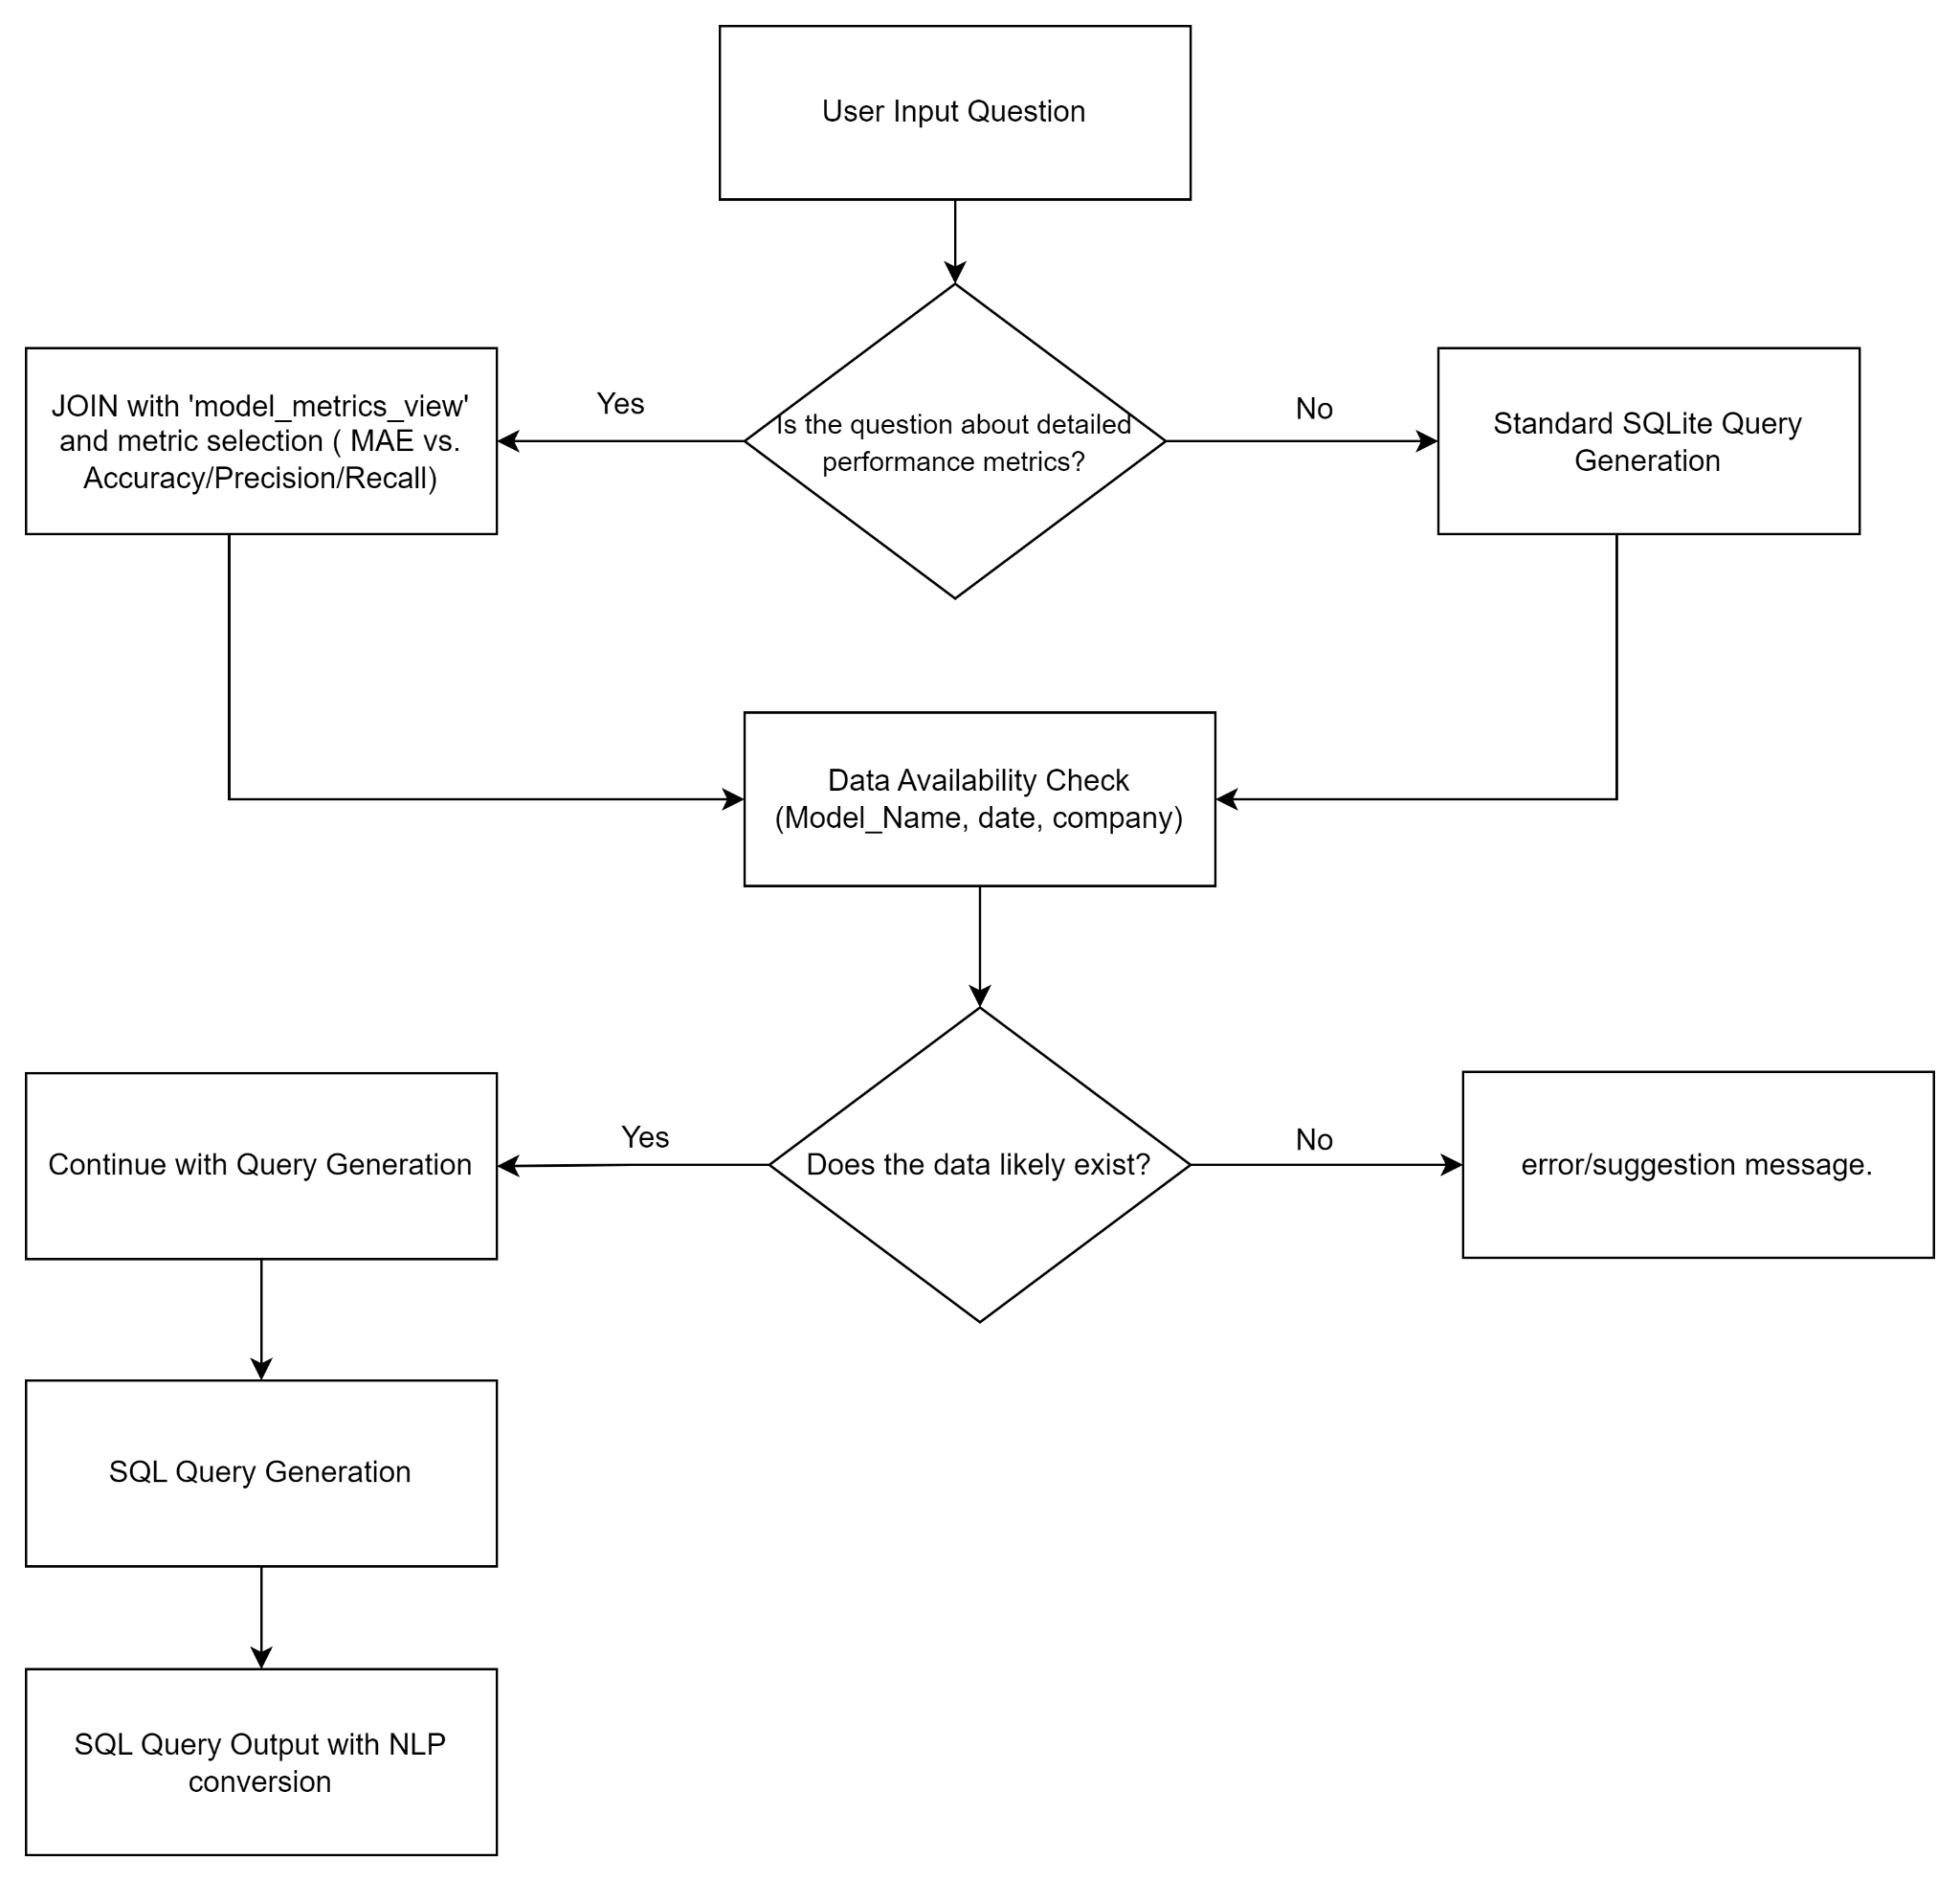 User Input Question
Yes
No
JOIN with 'model_metrics_view'
and metric selection ( MAE vs.
Accuracy/Precision/Recall)
Is the question about detailed
performance metrics?
Standard SQLite Query
Generation
Data Availability Check
(Model_Name, date, company)
Yes
No
Continue with Query Generation
Does the data likely exist?
error/suggestion message.
SQL Query Generation
SQL Query Output with NLP
conversion